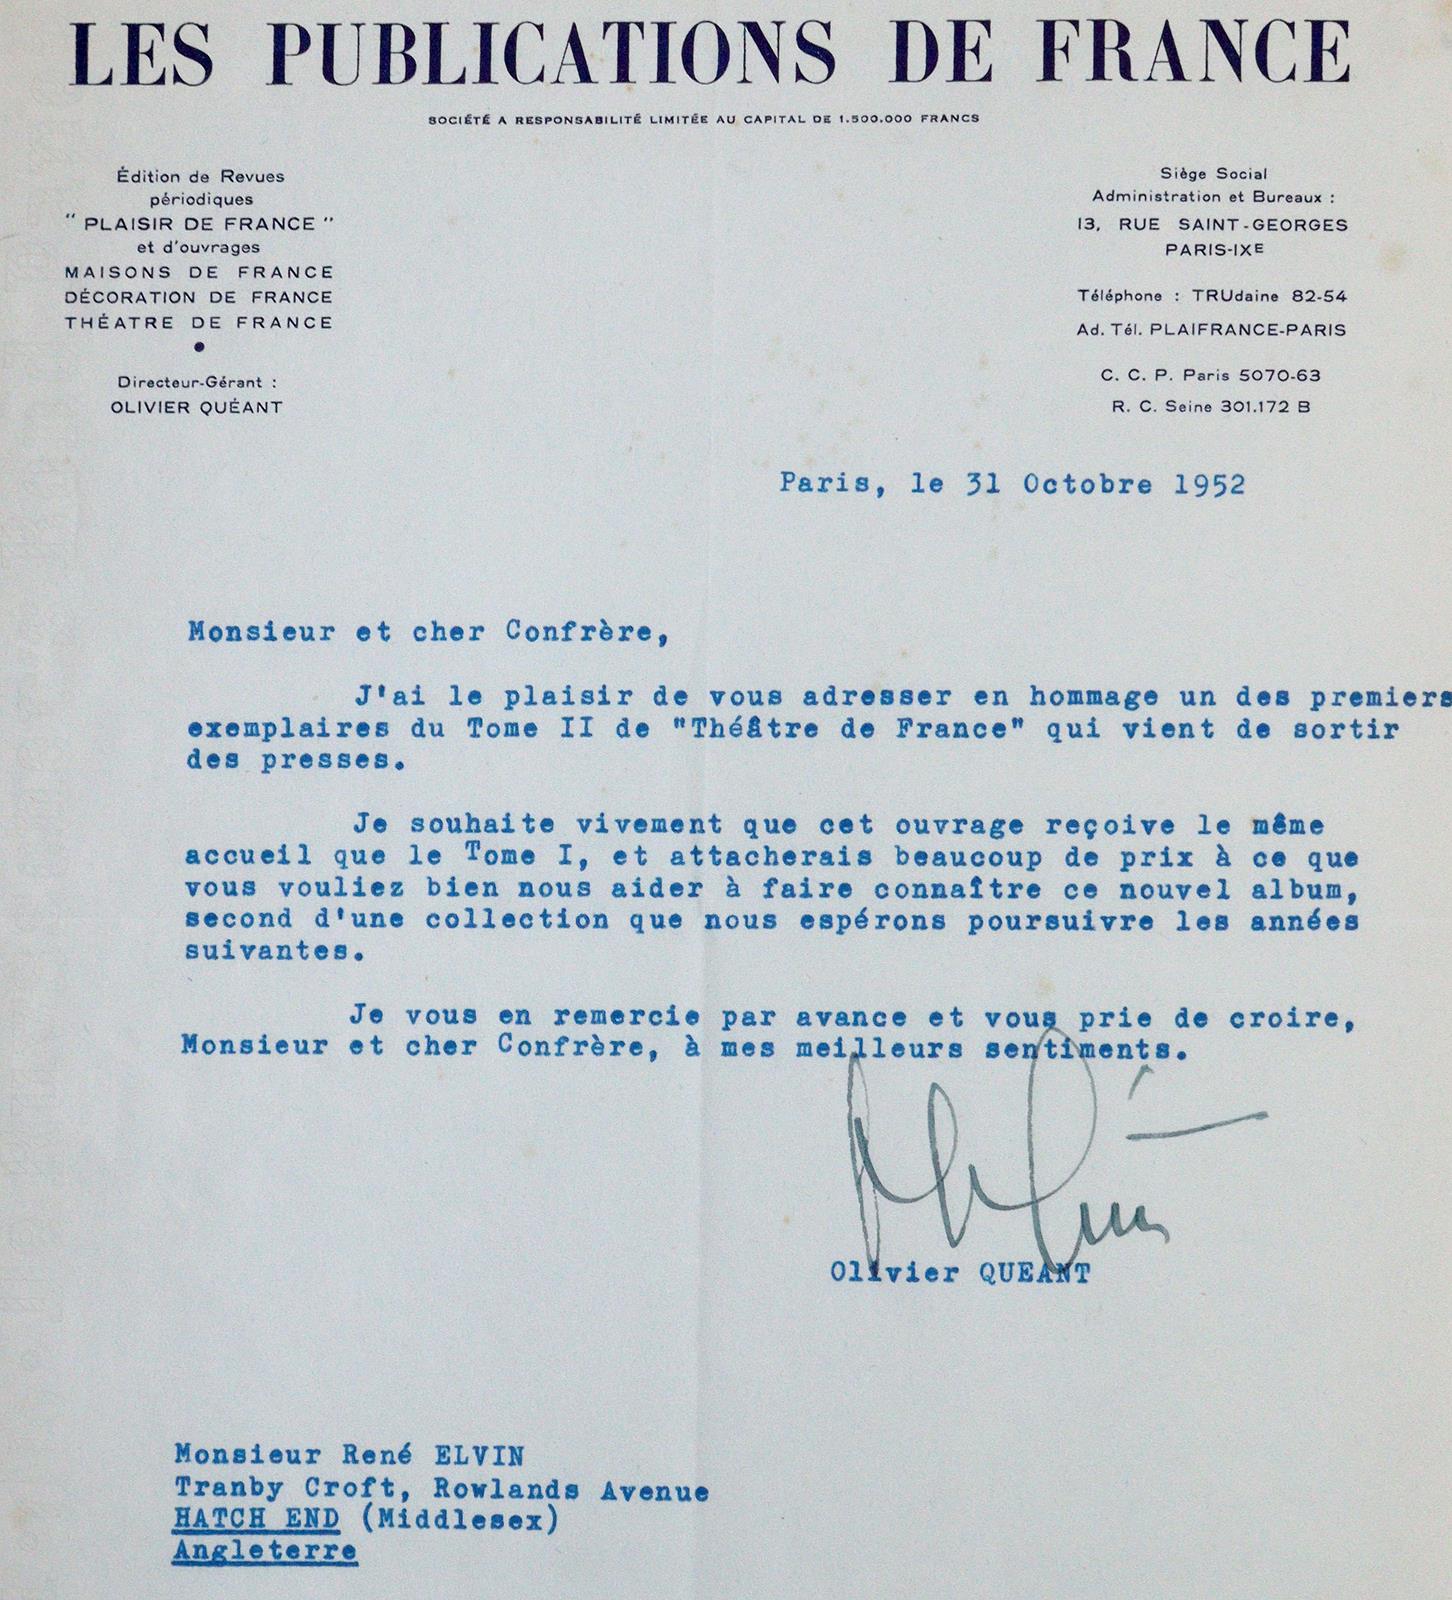 LES PUBLICATIONS DE FRANCE
SOCIÉTÉ A RESPONSABILITÉ LIMITÉE AU CAPITAL DE 1.500.000 FRANCS
Édition de Revues
périodiques
" PLAISIR DE FRANCE "
et d'ouvrages
MAISONS DE FRANCE
DÉCORATION DE FRANCE
THÉATRE DE FRANCE
•
Directeur-Gérant :
OLIVIER QUÉANT
Siège Social
Administration et Bureaux :
13, RUE SAINT-GEORGES
PARIS-IXE
Téléphone : TRUdaine 82-54
Ad. Tél. PLAIFRANCE-PARIS
C. C. P. Paris 5070-63
R. C. Seine 301.172 B
Paris, le 31 Octobre 1952
Monsieur et cher Confrère,
J'ai le plaisir de vous adresser en hommage un des premiers
exemplaires du Tome II de "Théâtre de France" qui vient de sortir
des presses.
Je souhaite vivement que cet ouvrage reçoive le même
accueil que le Tome I, et attacherais beaucoup de prix à ce que
vous vouliez bien nous aider à faire connaître ce nouvel album,
second d'une collection que nous espérons poursuivre les années
suivantes.
Je vous en remercie par avance et vous prie de croire,
Monsieur et cher Confrère, à mes meilleurs sentiments.
Olivier QUEANT
Monsieur René ELVIN
Tranby Croft, Rowlands Avenue
HATCH END (Middlesex)
Angleterre